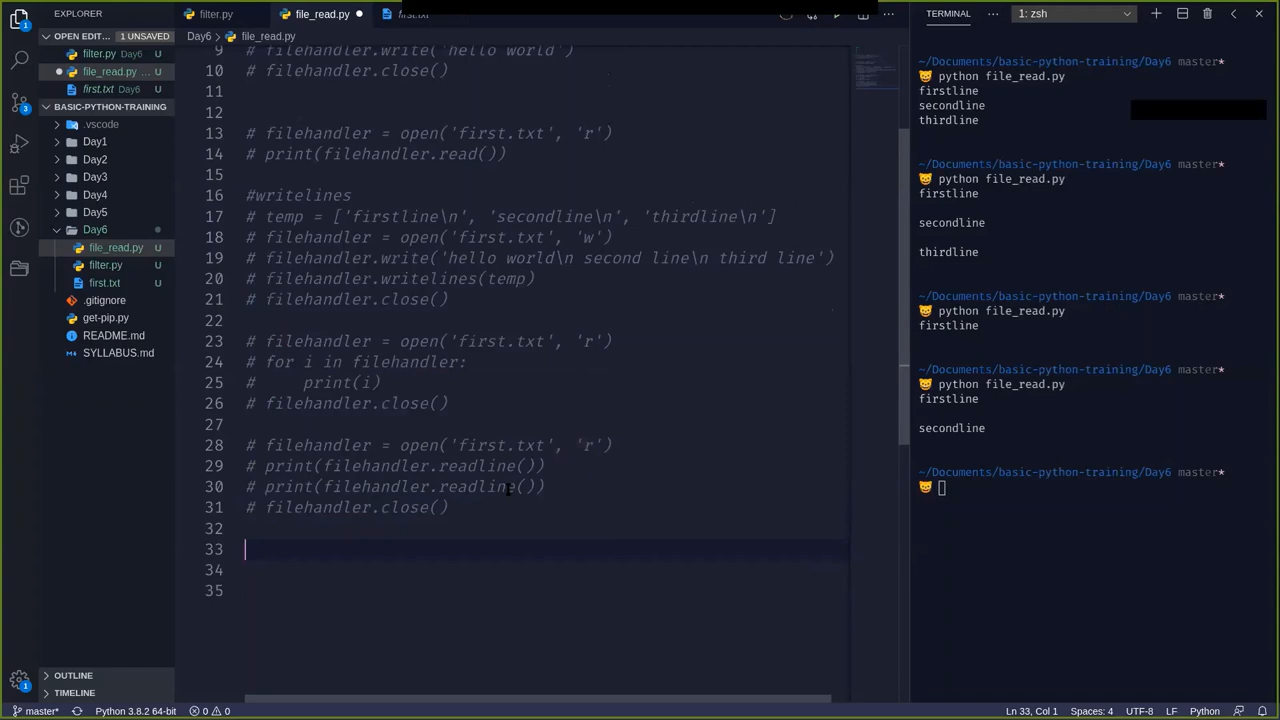 EXPLORER
filter.py
file_read.py
first.txt
TERMINAL
1: zsh
OPEN EDIT... 1 UNSAVED
filter.py Day6
file_read.py ...
first.txt Day6
BASIC-PYTHON-TRAINING
.vscode
Day1
Day2
Day3
Day4
Day5
Day6
file_read.py U
filter.py U
first.txt U
.gitignore
get-pip.py
README.md
SYLLABUS.md
OUTLINE
TIMELINE
Day6 > file_read.py
9 # filehandler.write('hello world')
10 # filehandler.close()
11
12
13 # filehandler = open('first.txt', 'r')
14 # print(filehandler.read())
15
16 #writelines
17 # temp = ['firstline\n', 'secondline\n', 'thirdline\n']
18 # filehandler = open('first.txt', 'w')
19 # filehandler.write('hello world\n second line\n third line')
20 # filehandler.writelines(temp)
21 # filehandler.close()
22
23 # filehandler = open('first.txt', 'r')
24 # for i in filehandler:
25 #     print(i)
26 # filehandler.close()
27
28 # filehandler = open('first.txt', 'r')
29 # print(filehandler.readline())
30 # print(filehandler.readline())
31 # filehandler.close()
32
33
34
35
~/Documents/basic-python-training/Day6 master*
python file_read.py
firstline
secondline
thirdline
~/Documents/basic-python-training/Day6 master*
python file_read.py
firstline
secondline
thirdline
~/Documents/basic-python-training/Day6 master*
python file_read.py
firstline
~/Documents/basic-python-training/Day6 master*
python file_read.py
firstline
secondline
~/Documents/basic-python-training/Day6 master*
master* Python 3.8.2 64-bit 0 0 Ln 33, Col 1 Spaces: 4 UTF-8 LF Python